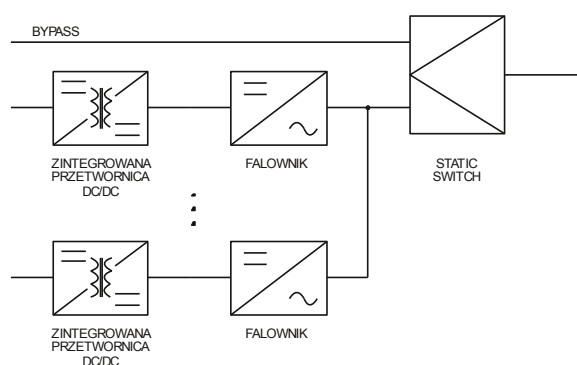 BYPASS
ZINTEGROWANA
PRZETWORNICA
DC/DC
FALOWNIK
STATIC
SWITCH
ZINTEGROWANA
PRZETWORNICA
DC/DC
FALOWNIK